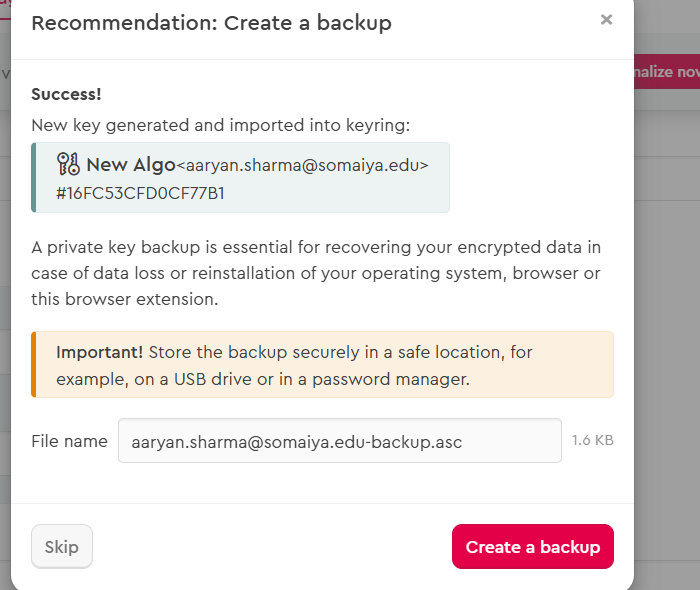 Recommendation: Create a backup
×
Success!
New key generated and imported into keyring:
New Algo<aaryan.sharma@somaiya.edu>
#16FC53CFD0CF77B1
A private key backup is essential for recovering your encrypted data in
case of data loss or reinstallation of your operating system, browser or
this browser extension.
Important! Store the backup securely in a safe location, for
example, on a USB drive or in a password manager.
File name aaryan.sharma@somaiya.edu-backup.asc 1.6 KB
Skip Create a backup